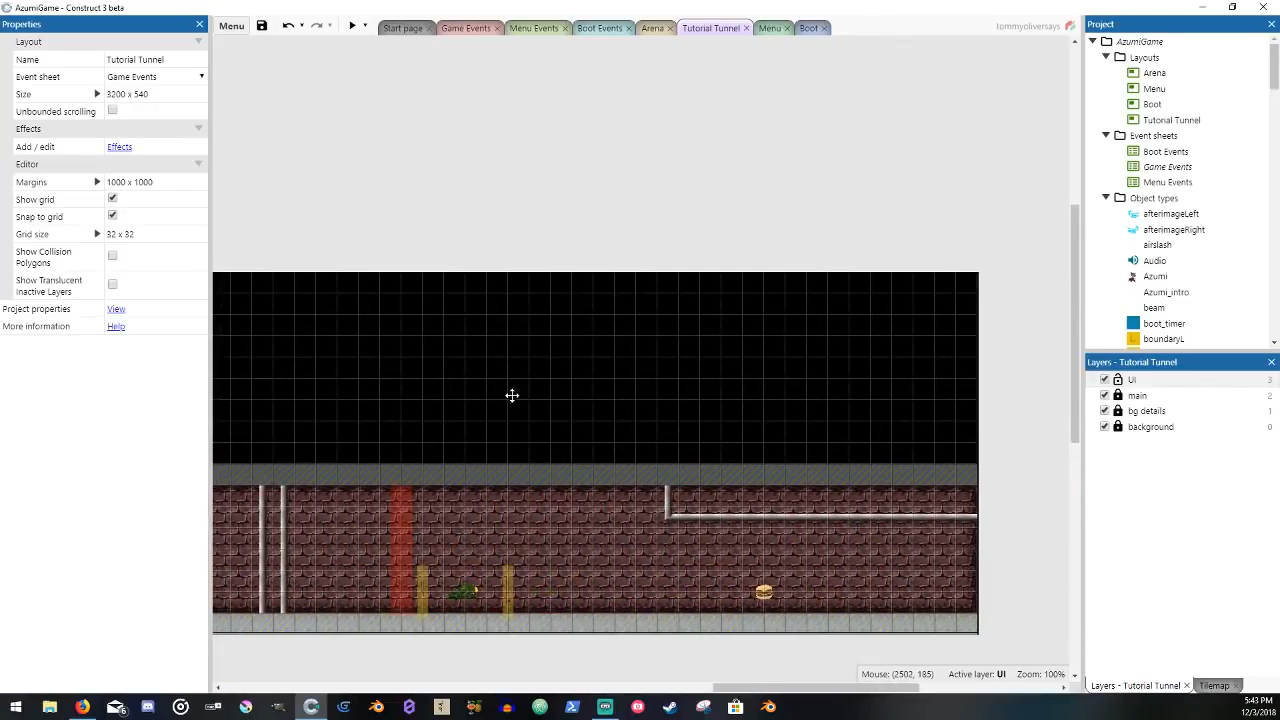 AzumiGame - Construct 3 beta
Properties
Layout
Name Tutorial Tunnel
Event sheet Game Events
Size 3200 x 540
Unbounded scrolling
Effects
Add / edit Effects
Editor
Margins 1000 x 1000
Show grid
Snap to grid
Grid size 32 x 32
Show Collision
Polygons
Show Translucent
Inactive Layers
Project properties View
More information Help
Menu
Start page
Game Events
Menu Events
Boot Events
Arena
Tutorial Tunnel
Menu
Boot
tommyoliversays
Mouse: (2502, 185) Active layer: UI Zoom: 100%
Project
AzumiGame
Layouts
Arena
Menu
Boot
Tutorial Tunnel
Event sheets
Boot Events
Game Events
Menu Events
Object types
afterimageLeft
afterimageRight
airslash
Audio
Azumi
Azumi_intro
beam
boot_timer
boundaryL
Layers - Tutorial Tunnel
UI 3
main 2
bg details 1
background 0
Layers - Tutorial Tunnel
Tilemap
5:43 PM
12/3/2018